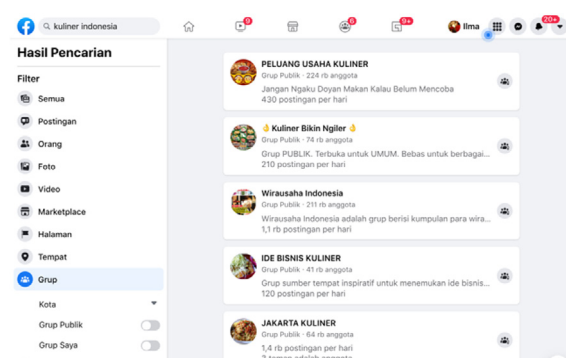 kuliner indonesia
9
6
9+
Ilma
20+
Hasil Pencarian
Filter
Semua
Postingan
Orang
Foto
Video
Marketplace
Halaman
Tempat
Grup
Kota
Grup Publik
Grup Saya
PELUANG USAHA KULINER
Grup Publik · 224 rb anggota
Jangan Ngaku Doyan Makan Kalau Belum Mencoba
430 postingan per hari
👌 Kuliner Bikin Ngiler 👌
Grup Publik · 74 rb anggota
Grup PUBLIK. Terbuka untuk UMUM. Bebas untuk berbagai...
210 postingan per hari
Wirausaha Indonesia
Grup Publik · 211 rb anggota
Wirausaha Indonesia adalah grup berisi kumpulan para wira...
1,1 rb postingan per hari
IDE BISNIS KULINER
Grup Publik · 41 rb anggota
Grup sumber tempat inspiratif untuk menemukan ide bisnis...
120 postingan per hari
JAKARTA KULINER
Grup Publik · 64 rb anggota
1,4 rb postingan per hari
2 teman adalah anggota